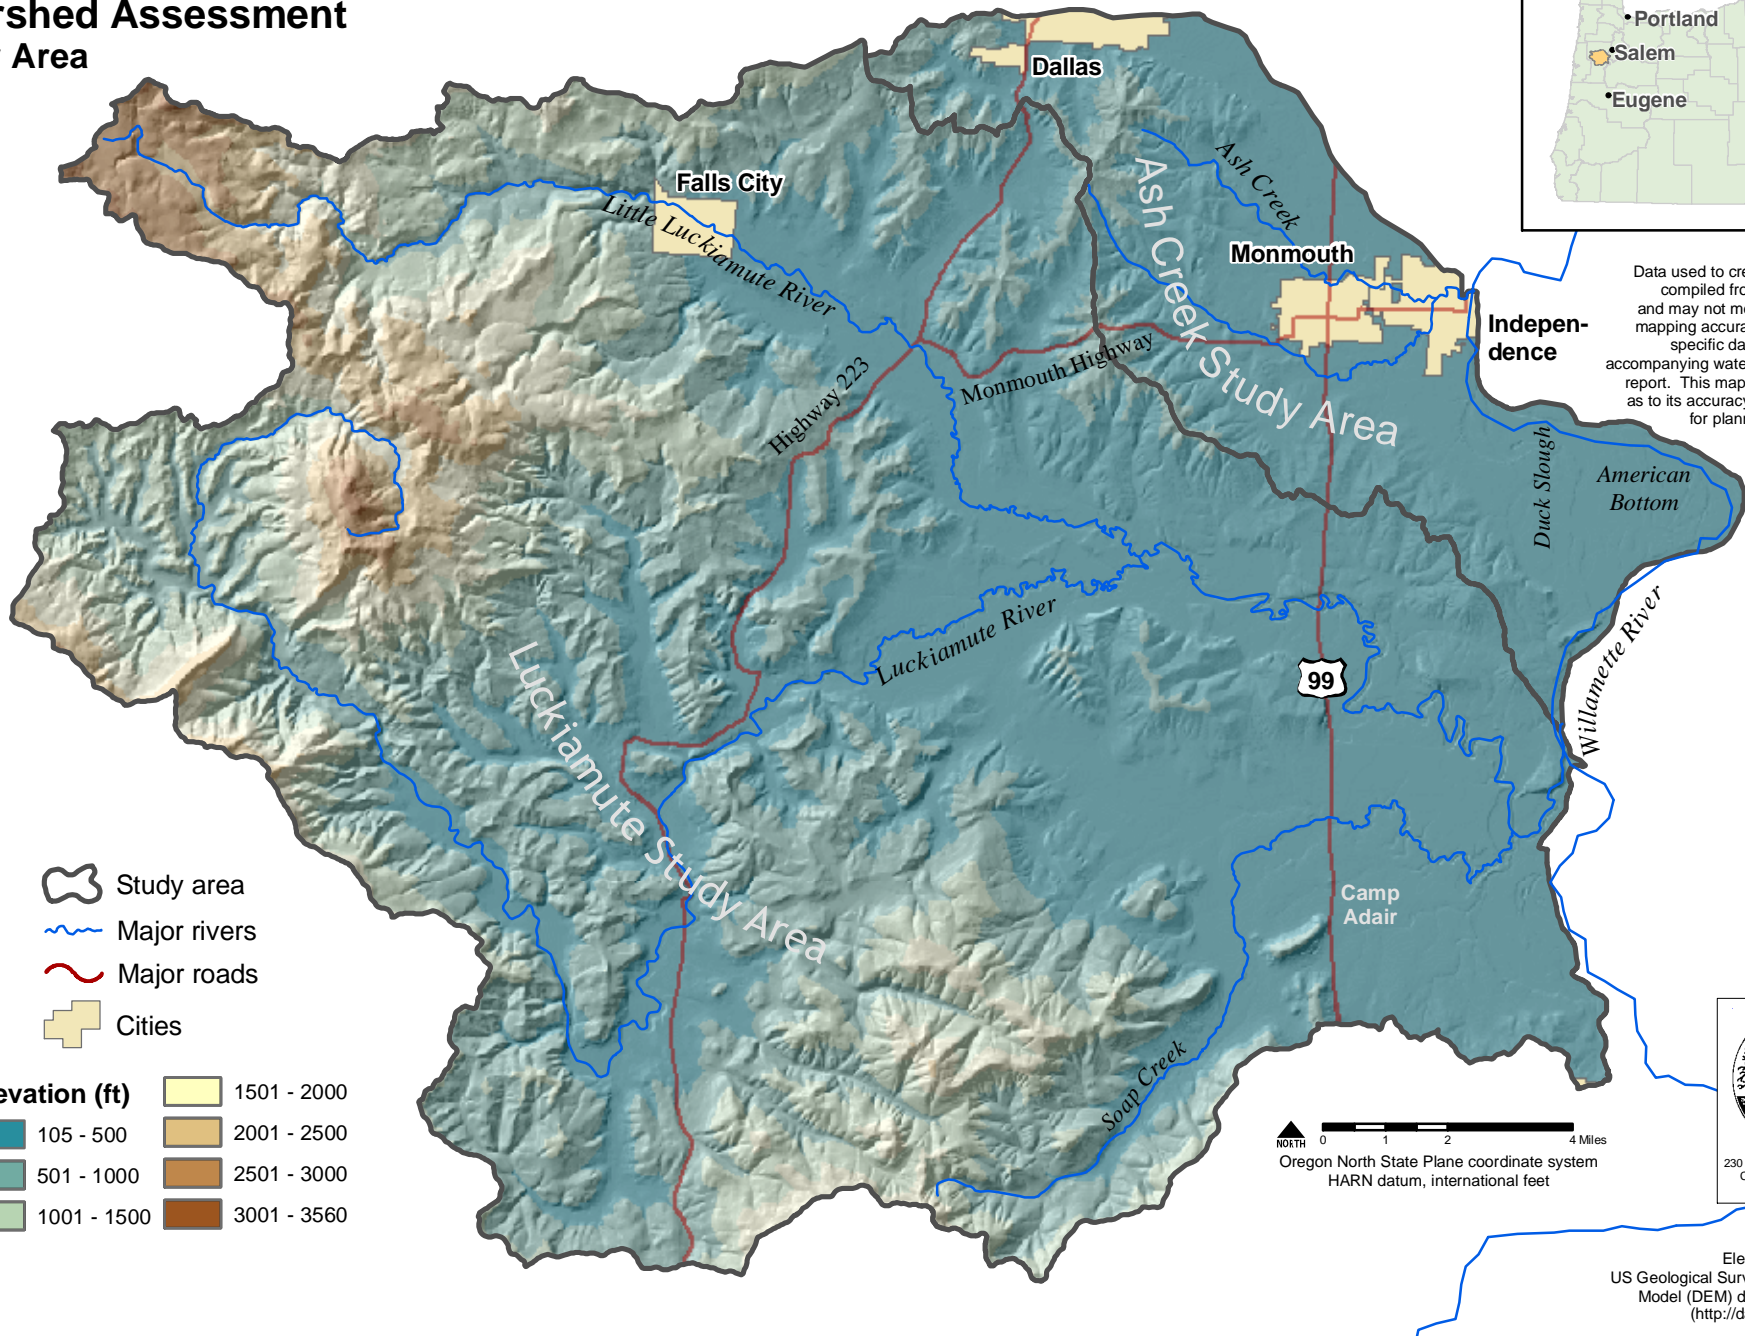 rshed Assessment
Area
Portland
Salem
Eugene
Dallas
Falls City
Ash Creek
Little Luckiamute River
Monmouth
Ash Creek Study Area
Indepen-
dence
Data used to cre
compiled fro
and may not me
mapping accura
specific da
accompanying wate
report. This map
as to its accuracy
for plann
Monmouth Highway
Highway 223
Duck Slough
American
Bottom
Luckiamute River
Willamette River
99
Luckiamute Study Area
Camp
Adair
Soap Creek
Study area
Major rivers
Major roads
Cities
evation (ft)
105 - 500
501 - 1000
1001 - 1500
1501 - 2000
2001 - 2500
2501 - 3000
3001 - 3560
NORTH
0 1 2 4 Miles
Oregon North State Plane coordinate system
HARN datum, international feet
230
Ele
US Geological Surv
Model (DEM) d
(http://d